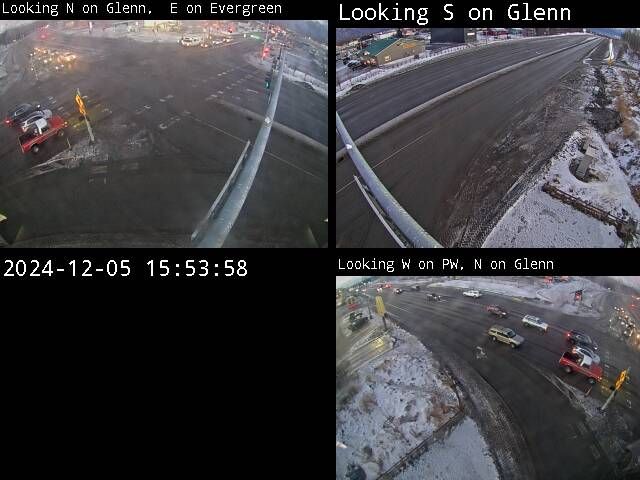 Looking N on Glenn,  E on Evergreen
Looking S on Glenn
2024-12-05 15:53:58
Looking W on PW, N on Glenn